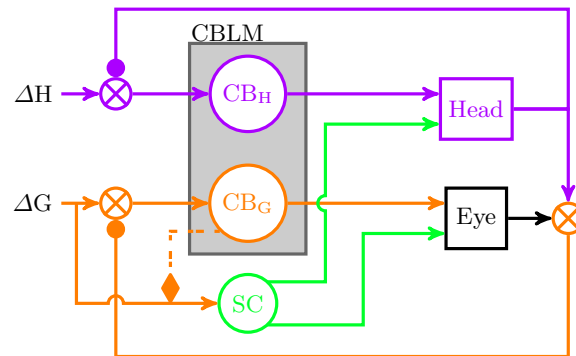 CBLM
ΔH
CB_H
Head
ΔG
CB_G
Eye
SC